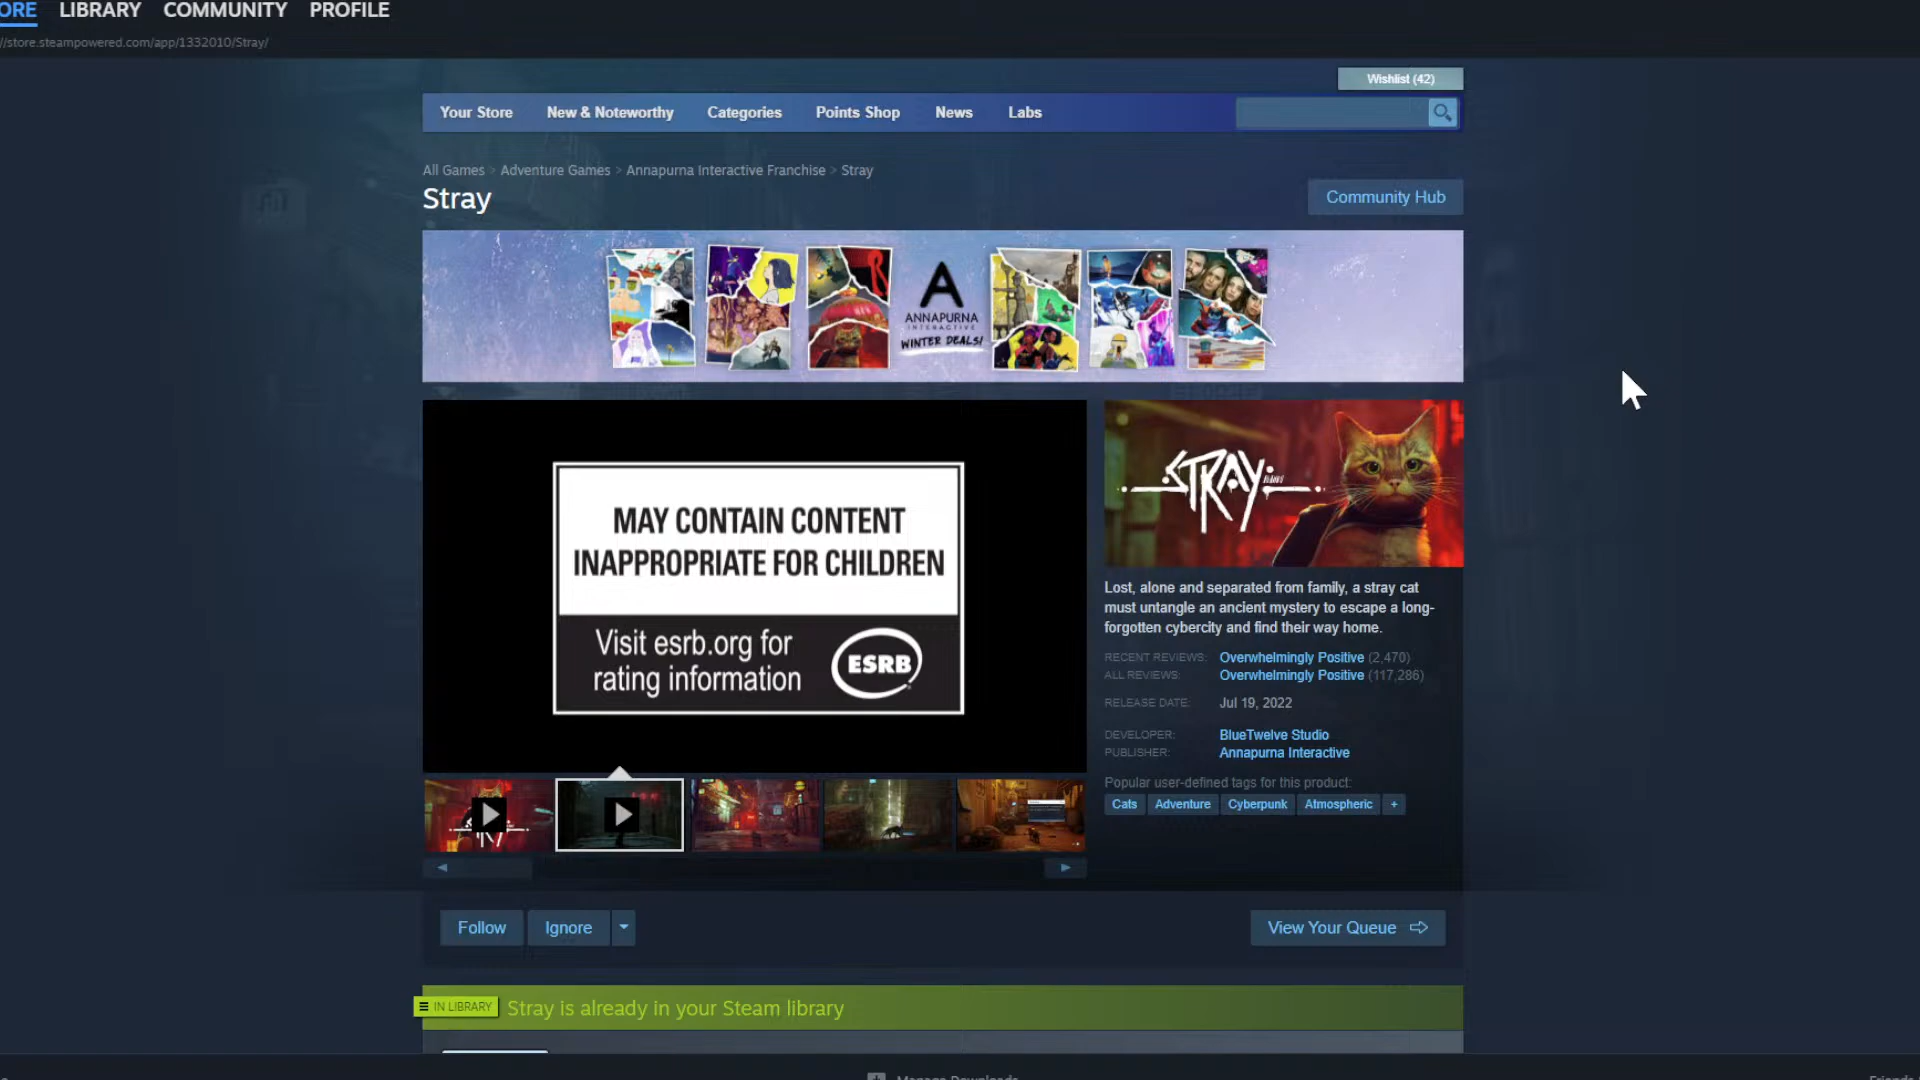 ORE LIBRARY COMMUNITY PROFILE
//store.steampowered.com/app/1332010/Stray/
Wishlist (42)
Your Store New & Noteworthy Categories Points Shop News Labs
All Games > Adventure Games > Annapurna Interactive Franchise > Stray
Stray
Community Hub
A
ANNAPURNA
INTERACTIVE
WINTER DEALS!
MAY CONTAIN CONTENT
INAPPROPRIATE FOR CHILDREN
Visit esrb.org for
rating information
ESRB
STRAY
Lost, alone and separated from family, a stray cat
must untangle an ancient mystery to escape a long-
forgotten cybercity and find their way home.
RECENT REVIEWS: Overwhelmingly Positive (2,470)
ALL REVIEWS: Overwhelmingly Positive (117,286)
RELEASE DATE: Jul 19, 2022
DEVELOPER: BlueTwelve Studio
PUBLISHER: Annapurna Interactive
Popular user-defined tags for this product:
Cats Adventure Cyberpunk Atmospheric +
Follow Ignore
View Your Queue
IN LIBRARY Stray is already in your Steam library
Manage Downloads
Friends